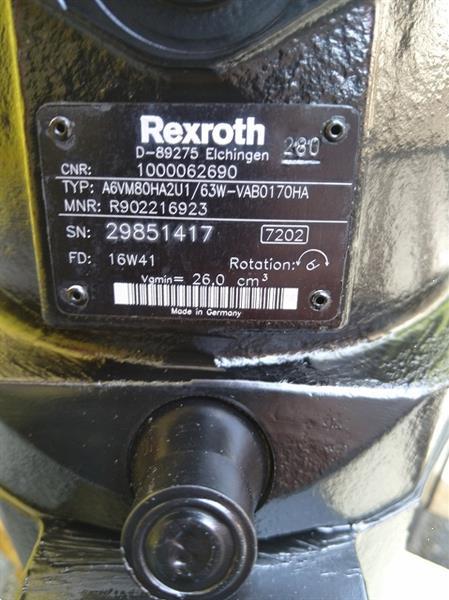 Rexroth
D-89275 Elchingen 280
CNR: 1000062690
TYP: A6VM80HA2U1/63W-VAB0170HA
MNR: R902216923
SN: 29851417 7202
FD: 16W41 Rotation:
Vgmin= 26,0 cm³
Made in Germany